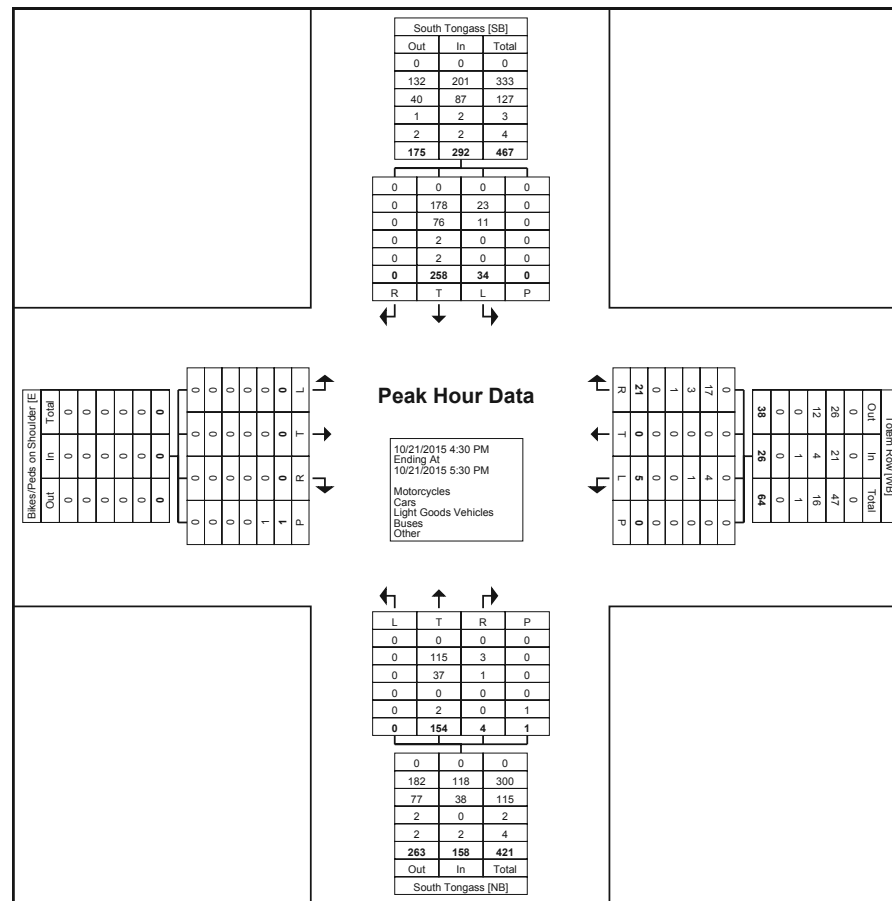 South Tongass [SB]
Out In Total
0 0 0
132 201 333
40 87 127
1 2 3
2 2 4
175 292 467
0 0 0 0
0 178 23 0
0 76 11 0
0 2 0 0
0 2 0 0
0 258 34 0
R T L P
Bikes/Peds on Shoulder [E
Out In Total
0 0 0
0 0 0
0 0 0
0 0 0
0 0 0
0 0 0
L T R P
0 0 0 1
0 0 0 1
0 0 0 0
0 0 0 0
0 0 0 0
0 0 0 0
Peak Hour Data
10/21/2015 4:30 PM
Ending At
10/21/2015 5:30 PM
Motorcycles
Cars
Light Goods Vehicles
Buses
Other
Totem Row [WB]
Out In Total
0 0 0
26 21 47
12 4 16
0 1 1
0 0 0
38 26 64
0 0 0 0
17 0 4 0
3 0 1 0
1 0 0 0
0 0 0 0
21 0 5 0
R T L P
L T R P
0 0 0 0
0 115 3 0
0 37 1 0
0 0 0 0
0 2 0 1
0 154 4 1
0 0 0
182 118 300
77 38 115
2 0 2
2 2 4
263 158 421
Out In Total
South Tongass [NB]